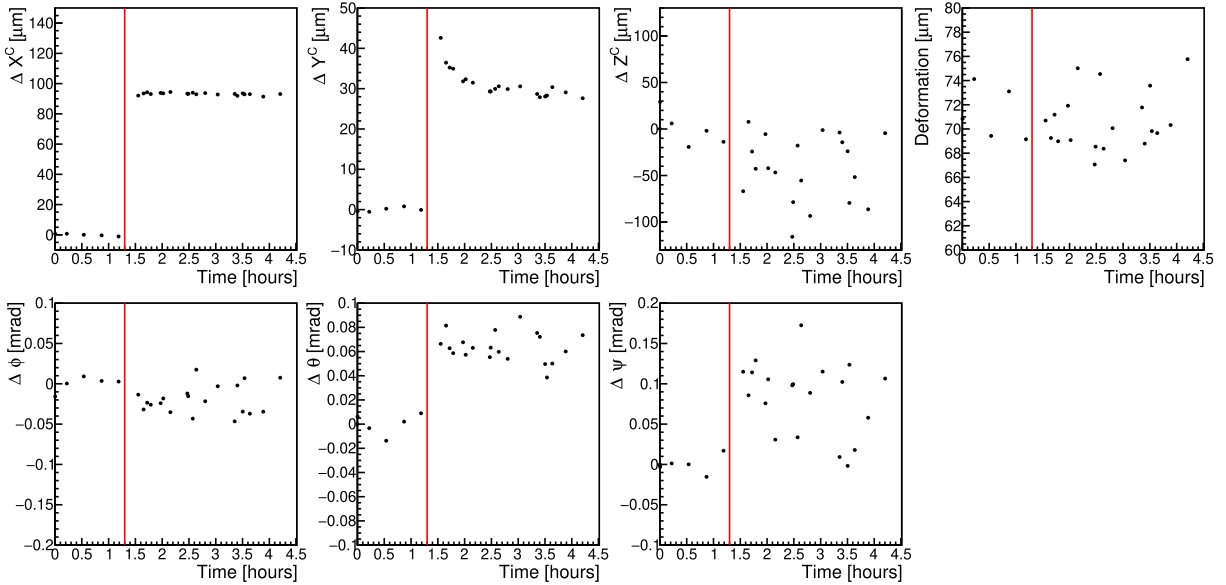 Δ X^C [μm]
140
120
100
80
60
40
20
0
0 0.5 1 1.5 2 2.5 3 3.5 4 4.5
Time [hours]
Δ Y^C [μm]
50
40
30
20
10
0
−10
0 0.5 1 1.5 2 2.5 3 3.5 4 4.5
Time [hours]
Δ Z^C [μm]
100
50
0
−50
−100
0 0.5 1 1.5 2 2.5 3 3.5 4 4.5
Time [hours]
Deformation [μm]
80
78
76
74
72
70
68
66
64
62
60
0 0.5 1 1.5 2 2.5 3 3.5 4 4.5
Time [hours]
Δ ϕ [mrad]
0.1
0.05
0
−0.05
−0.1
−0.15
−0.2
0 0.5 1 1.5 2 2.5 3 3.5 4 4.5
Time [hours]
Δ θ [mrad]
0.1
0.08
0.06
0.04
0.02
0
−0.02
−0.04
−0.06
−0.08
−0.1
0 0.5 1 1.5 2 2.5 3 3.5 4 4.5
Time [hours]
Δ ψ [mrad]
0.2
0.15
0.1
0.05
0
−0.05
−0.1
0 0.5 1 1.5 2 2.5 3 3.5 4 4.5
Time [hours]